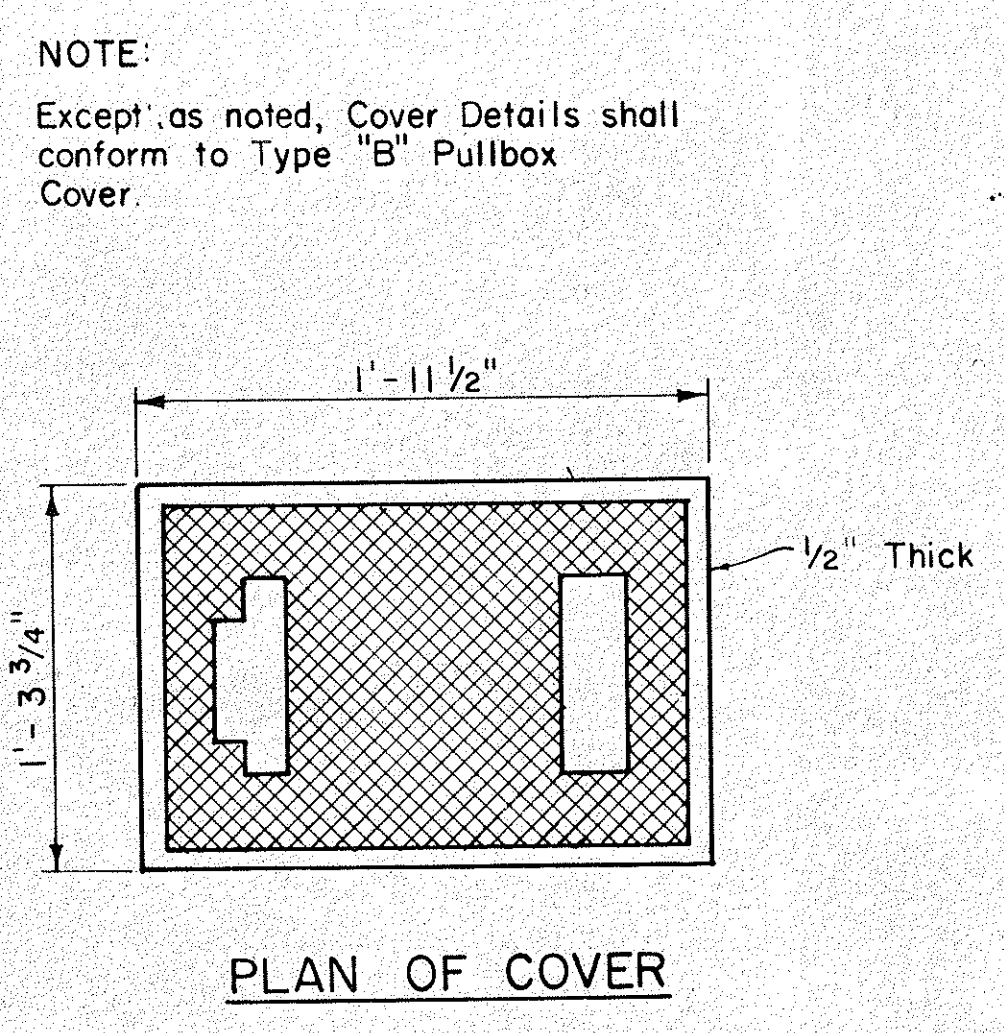 NOTE:
Except as noted, Cover Details shall
conform to Type "B" Pullbox
Cover.
1'-11 1/2"
1/2" Thick
1'-3 3/4"
PLAN OF COVER